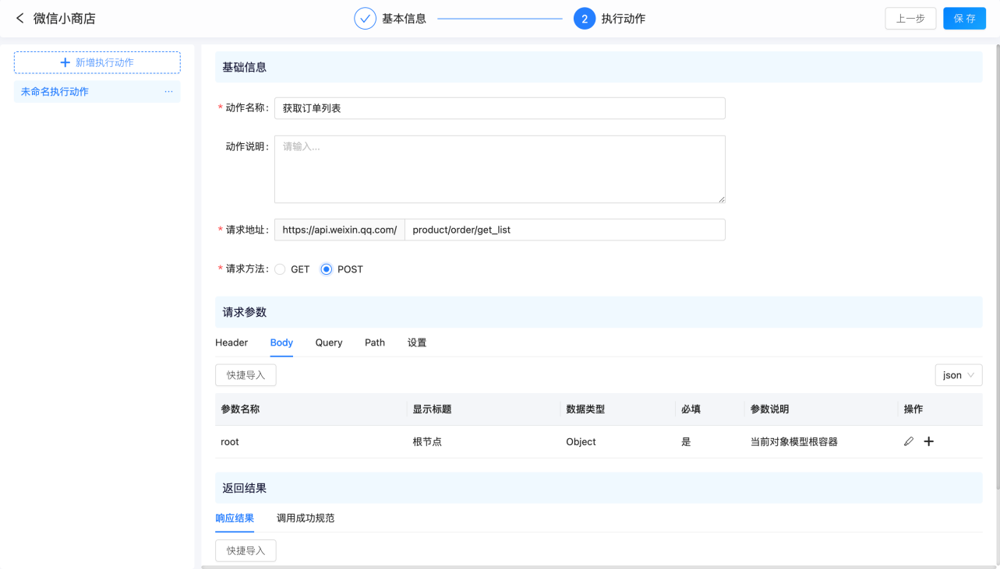 微信小商店
基本信息
2 执行动作
上一步
保存
新增执行动作
未命名执行动作 ···
基础信息
* 动作名称: 获取订单列表
动作说明: 请输入...
* 请求地址: https://api.weixin.qq.com/ product/order/get_list
* 请求方法: GET POST
请求参数
Header Body Query Path 设置
快捷导入 json
参数名称 显示标题 数据类型 必填 参数说明 操作
root 根节点 Object 是 当前对象模型根容器
返回结果
响应结果 调用成功规范
快捷导入